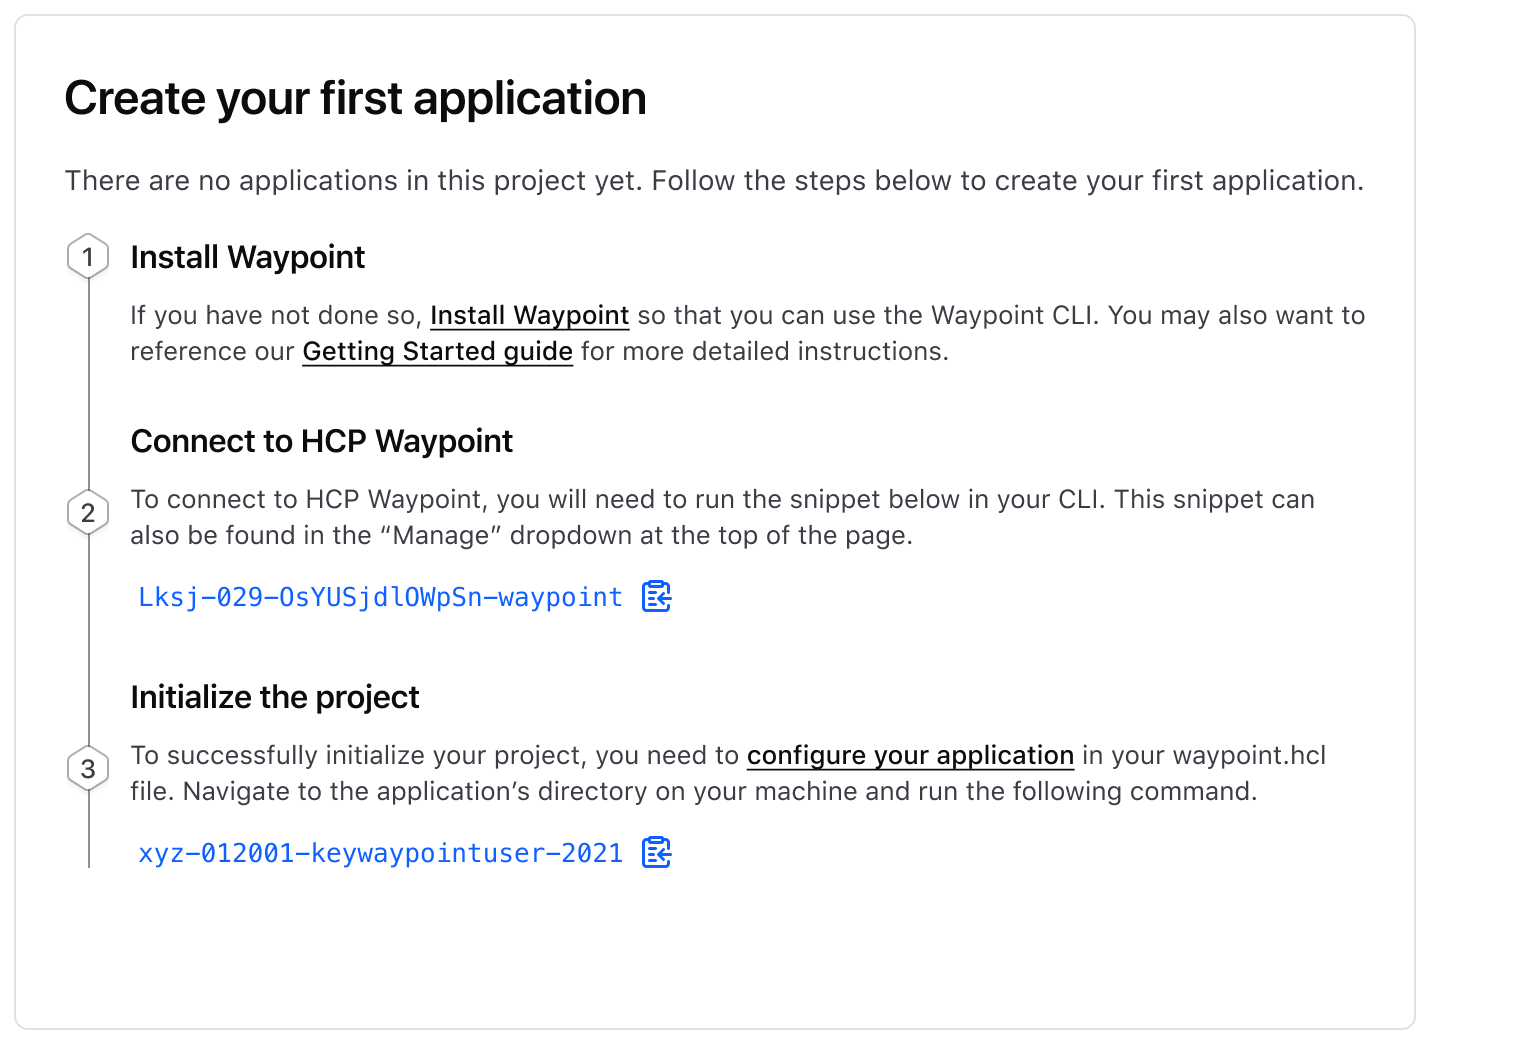 Create your first application
There are no applications in this project yet. Follow the steps below to create your first application.
1
Install Waypoint
If you have not done so, Install Waypoint so that you can use the Waypoint CLI. You may also want to
reference our Getting Started guide for more detailed instructions.
Connect to HCP Waypoint
2
To connect to HCP Waypoint, you will need to run the snippet below in your CLI. This snippet can
also be found in the “Manage” dropdown at the top of the page.
Lksj-029-OsYUSjdlOWpSn-waypoint
Initialize the project
3
To successfully initialize your project, you need to configure your application in your waypoint.hcl
file. Navigate to the application’s directory on your machine and run the following command.
xyz-012001-keywaypointuser-2021